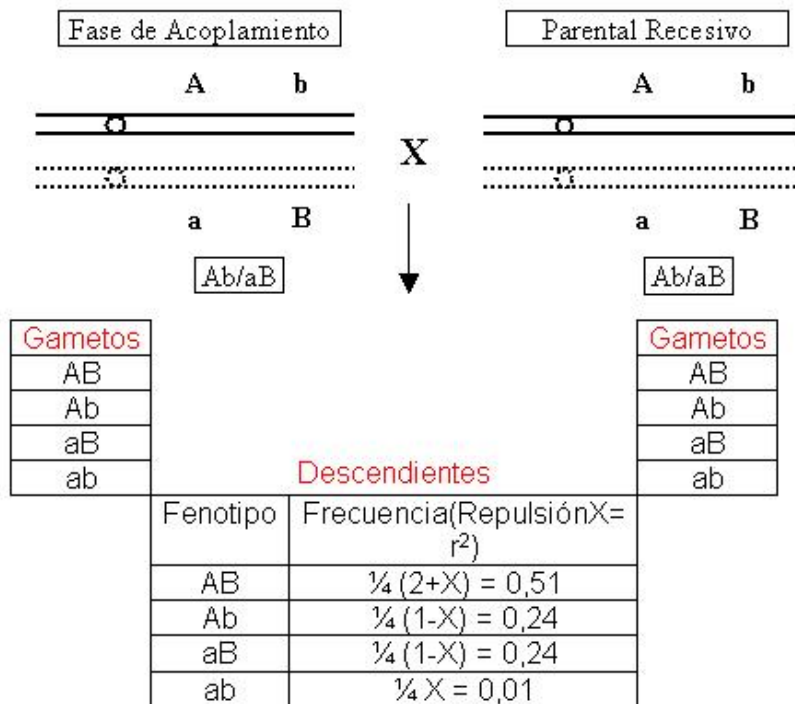 Fase de Acoplamiento
Parental Recesivo
A b
A b
X
a B
a B
Ab/aB
Ab/aB
Gametos
AB
Ab
aB
ab
Gametos
AB
Ab
aB
ab
Descendientes
Fenotipo Frecuencia(RepulsiónX=
r²)
AB ¼ (2+X) = 0,51
Ab ¼ (1-X) = 0,24
aB ¼ (1-X) = 0,24
ab ¼ X = 0,01